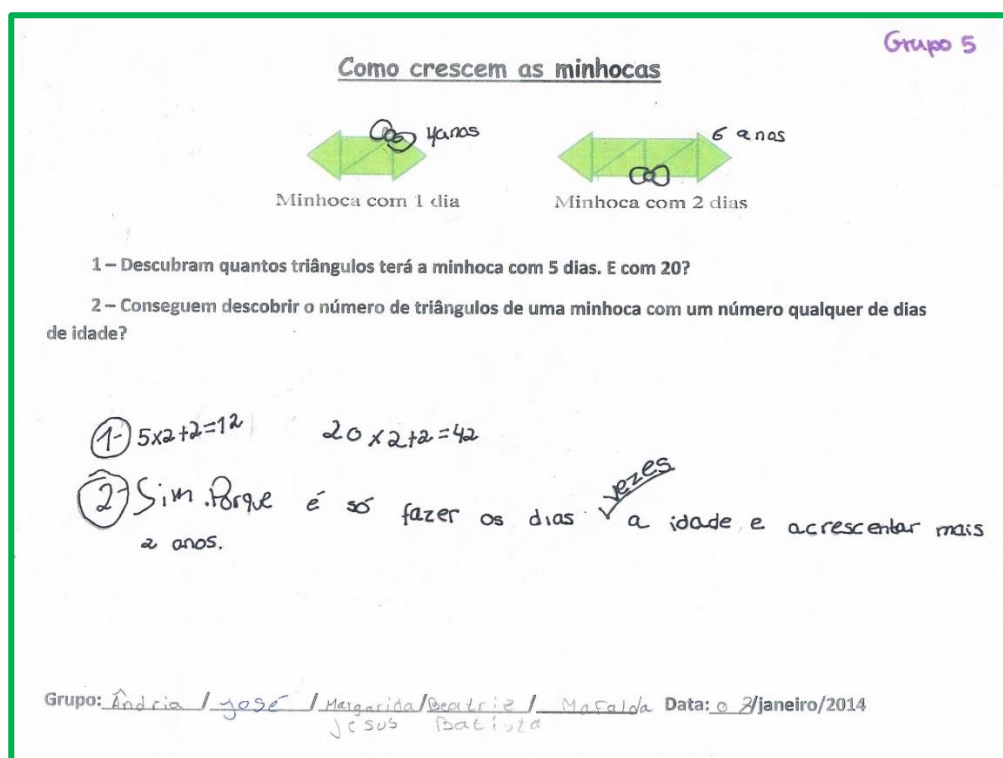 Grupo 5
Como crescem as minhocas
4 anos
6 anos
Minhoca com 1 dia
Minhoca com 2 dias
1 – Descubram quantos triângulos terá a minhoca com 5 dias. E com 20?
2 – Conseguem descobrir o número de triângulos de uma minhoca com um número qualquer de dias
de idade?
1- 5x2+2=12 20x2+2=42
2- Sim. Porque é só fazer os dias vezes a idade e acrescentar mais
2 anos.
Grupo: Ândria / José / Margarida / Beatriz / Mafalda Data: /janeiro/2014
Jesus Batista